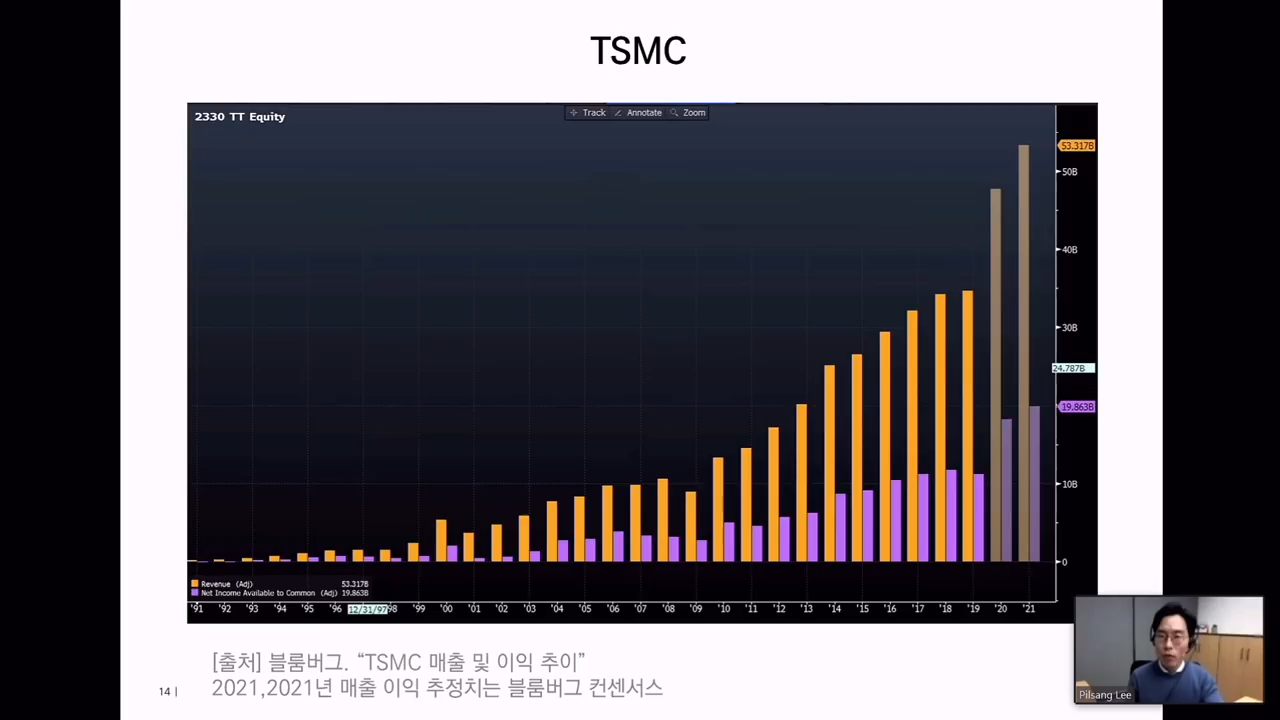 TSMC
2330 TT Equity
Track Annotate Zoom
53.317B
50B
40B
30B
24.787B
19.863B
10B
0
Revenue (Adj) 53.317B
Net Income Available to Common (Adj) 19.863B
'91 '92 '93 '94 '95 '96 12/31/97 '98 '99 '00 '01 '02 '03 '04 '05 '06 '07 '08 '09 '10 '11 '12 '13 '14 '15 '16 '17 '18 '19 '20 '21
[출처] 블룸버그. “TSMC 매출 및 이익 추이”
14 | 2021,2021년 매출 이익 추정치는 블룸버그 컨센서스
Pilsang Lee